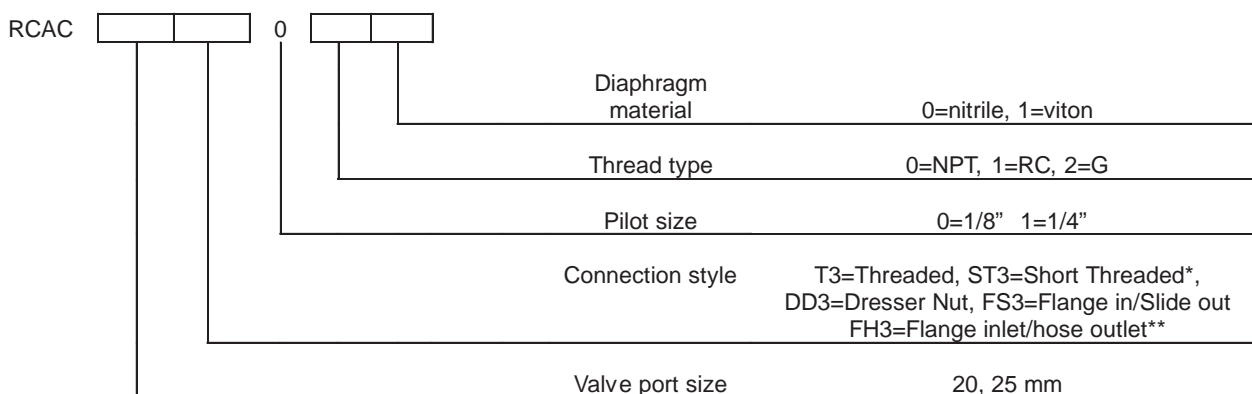 RCAC 0
Diaphragm
material 0=nitrile, 1=viton
Thread type 0=NPT, 1=RC, 2=G
Pilot size 0=1/8” 1=1/4”
Connection style T3=Threaded, ST3=Short Threaded*,
DD3=Dresser Nut, FS3=Flange in/Slide out
FH3=Flange inlet/hose outlet**
Valve port size 20, 25 mm